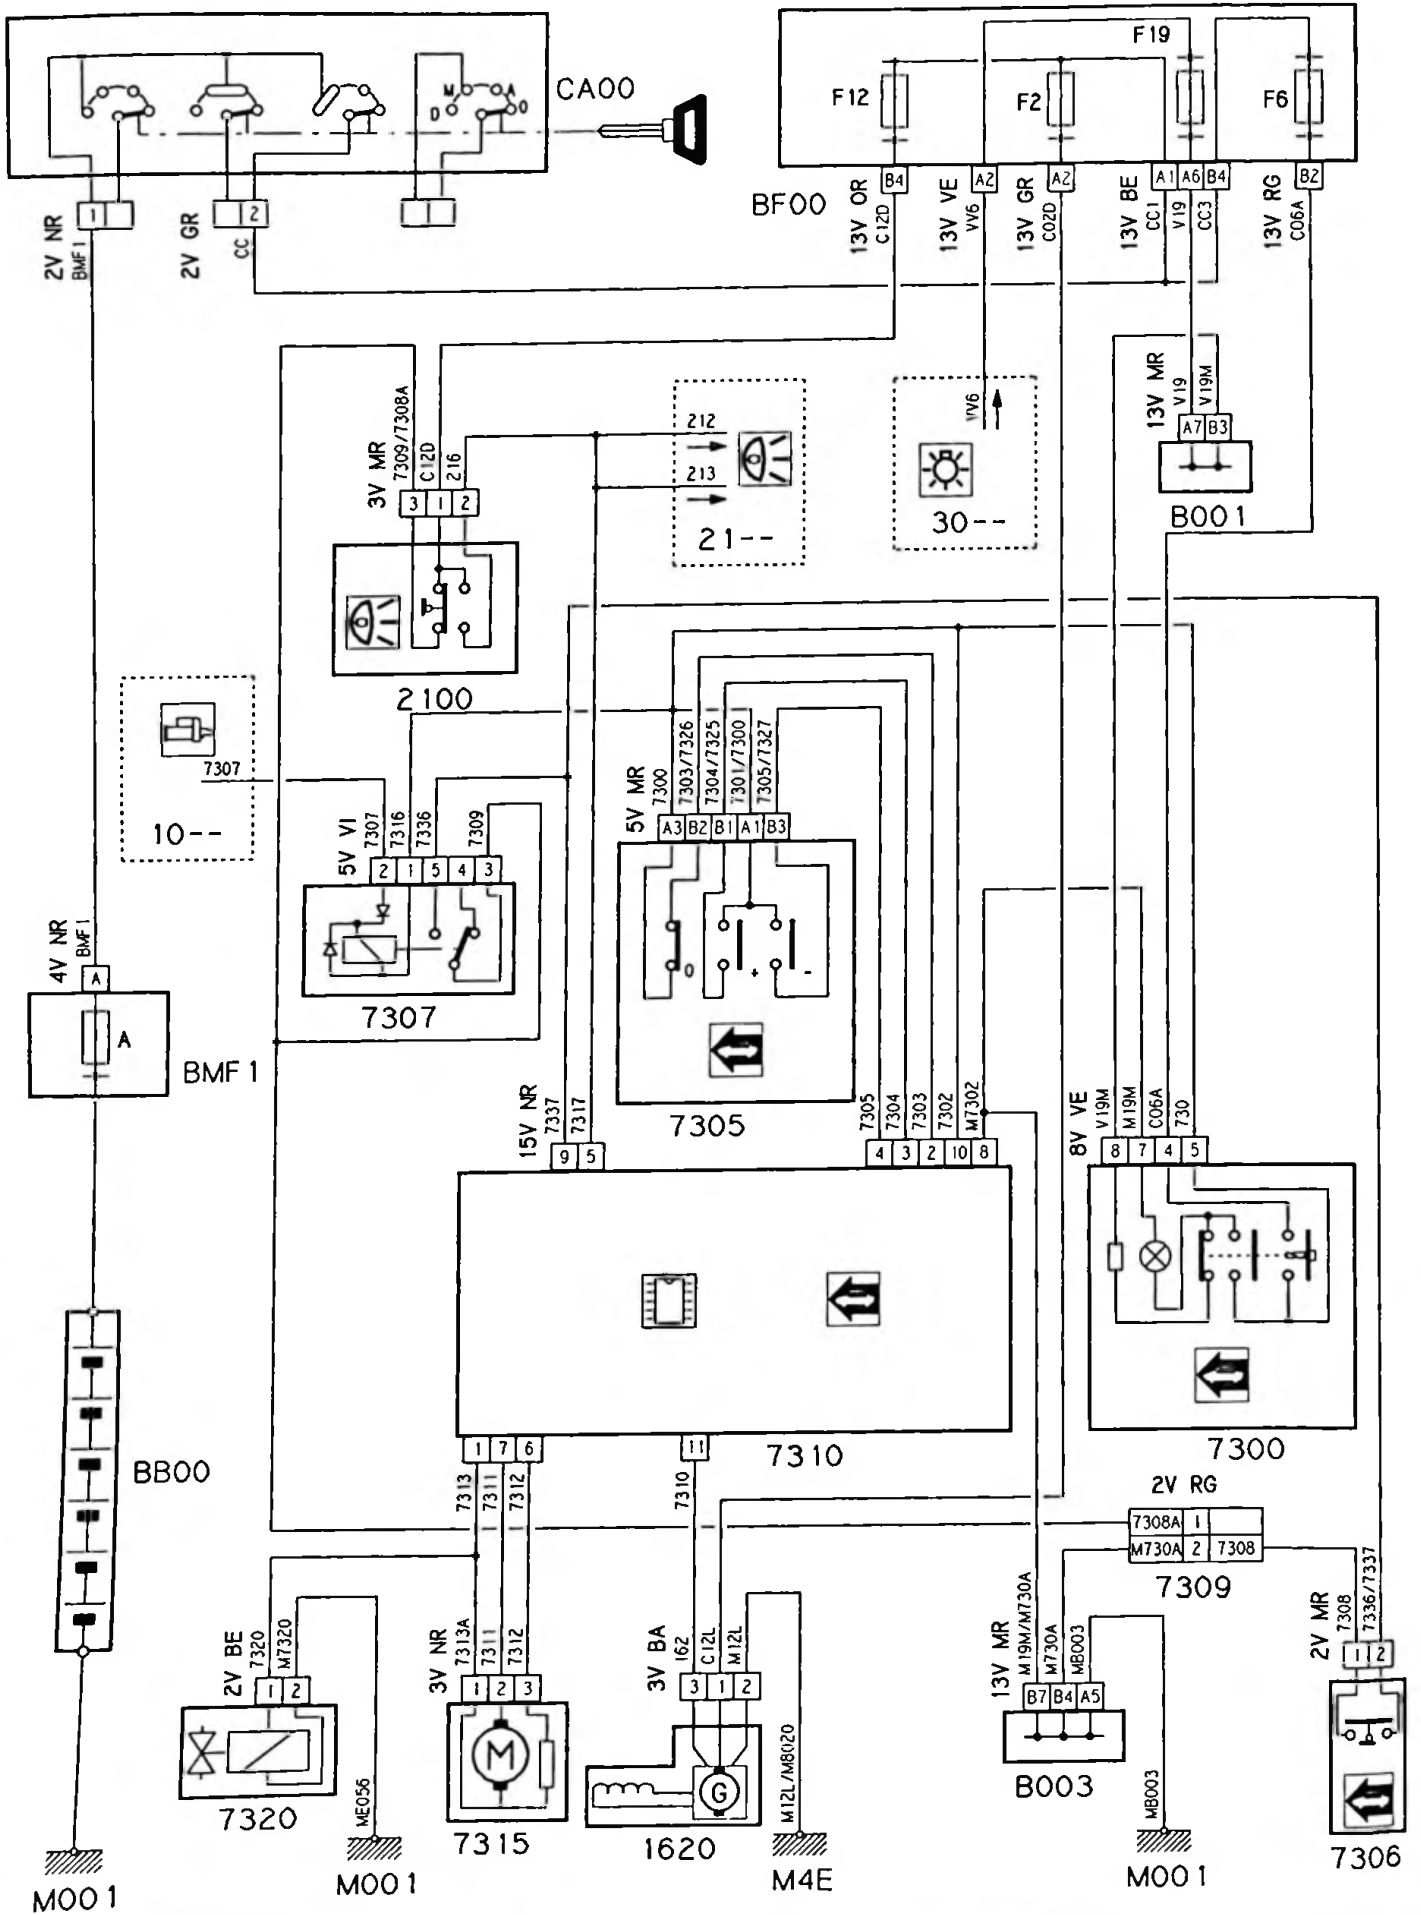 CA00
M
A
D
O
1
2
2V NR
BMF1
2V GR
CC
F12
F2
F19
F6
BF00
B4
A2
A2
A1
A6
B4
B2
13V OR
C12D
13V VE
VV6
13V GR
C02D
13V BE
CC1
V19
CC3
13V RG
C06A
3V MR
7309/7308A
C12D
216
3
1
2
2100
212
213
21--
VV6
30--
13V MR
V19
V19M
A7
B3
B001
7307
10--
5V VI
7307
7316
7336
7309
2
1
5
4
3
7307
5V MR
7300
7303/7326
7304/7325
7301/7300
7305/7327
A3
B2
B1
A1
B3
O
+
-
7305
4V NR
BMF1
A
A
BMF1
15V NR
7337
7317
9
5
7305
7304
7303
7302
M7302
4
3
2
10
8
8V VE
V19M
M19M
C06A
730
8
7
4
5
7300
1
7
6
11
7310
7313
7311
7312
7310
BB00
M001
2V RG
7308A
1
M730A
2
7308
7309
2V BE
7320
M7320
1
2
7320
ME056
M001
3V NR
7313A
7311
7312
1
2
3
M
7315
3V BA
162
C12L
M12L
3
1
2
G
1620
M12L/M8020
M4E
13V MR
M19M/M730A
M730A
MB003
B7
B4
A5
B003
MB003
M001
2V MR
7308
7336/7337
1
2
7306